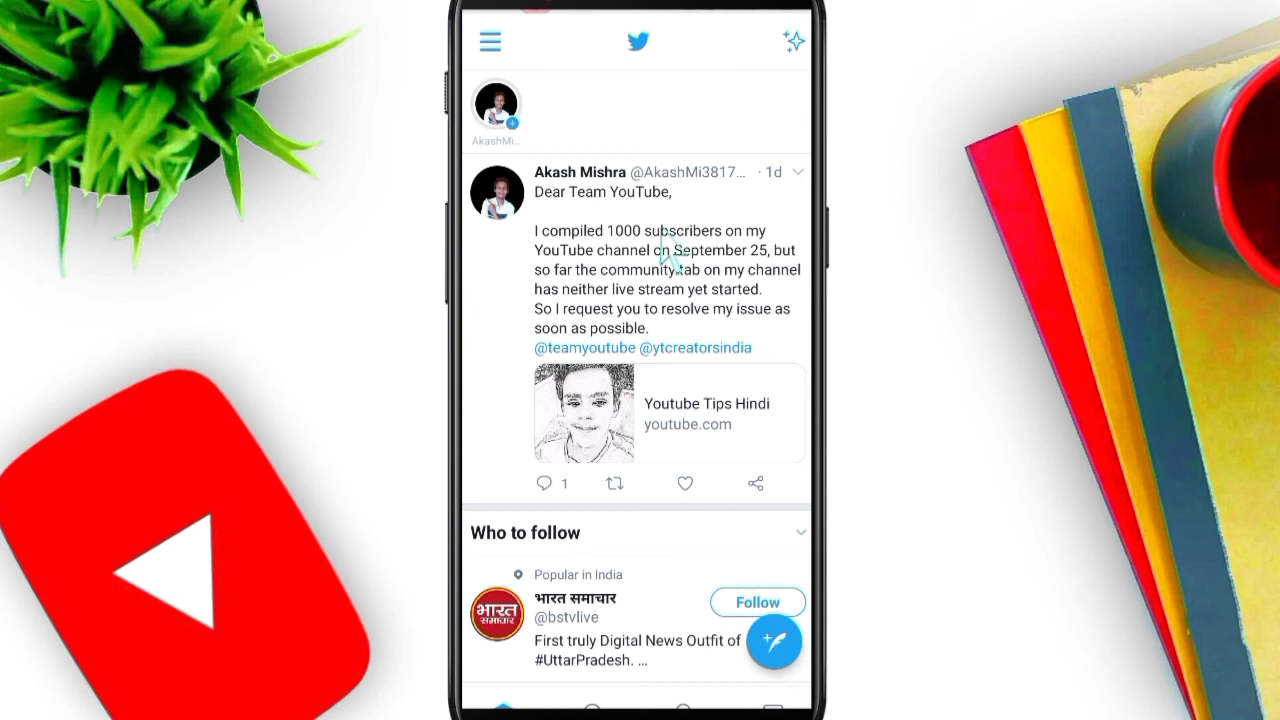 AkashMi...
Akash Mishra @AkashMi3817... · 1d
Dear Team YouTube,
I compiled 1000 subscribers on my
YouTube channel on September 25, but
so far the community tab on my channel
has neither live stream yet started.
So I request you to resolve my issue as
soon as possible.
@teamyoutube @ytcreatorsindia
Youtube Tips Hindi
youtube.com
1
Who to follow
Popular in India
भारत समाचार
Follow
@bstvlive
भारत
समाचार
First truly Digital News Outfit of
#UttarPradesh. ...